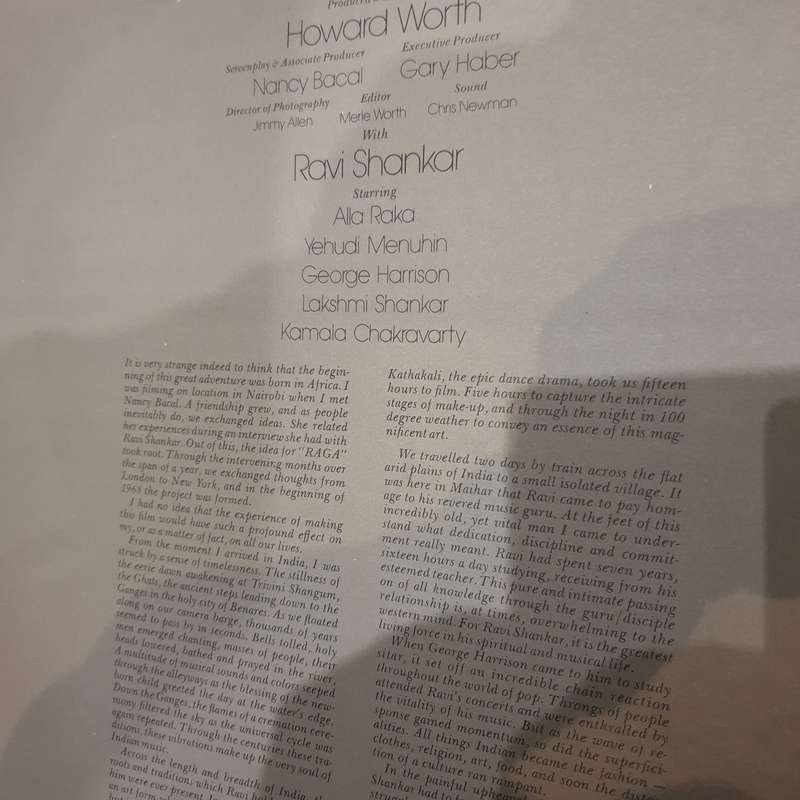 Produced
Howard Worth
Screenplay & Associate Producer
Executive Producer
Nancy Bacal
Gary Haber
Director of Photography
Editor
Sound
Jimmy Allen
Merle Worth
Chris Newman
With
Ravi Shankar
Starring
Alla Raka
Yehudi Menuhin
George Harrison
Lakshmi Shankar
Kamala Chakravarty
It is very strange indeed to think that the begin-
ning of this great adventure was born in Africa. I
was filming on location in Nairobi when I met
Nancy Bacal. A friendship grew, and as people
inevitably do, we exchanged ideas. She related
her experiences during an interview she had with
Ravi Shankar. Out of this, the idea for "RAGA"
took root. Through the intervening months over
the span of a year, we exchanged thoughts from
London to New York, and in the beginning of
1968 the project was formed.
I had no idea that the experience of making
this film would have such a profound effect on
my, or as a matter of fact, on all our lives.
From the moment I arrived in India, I was
struck by a sense of timelessness. The stillness of
the eerie dawn awakening at Trivini Shangum,
the Ghats, the ancient steps leading down to the
Ganges in the holy city of Benares. As we floated
along on our camera barge, thousands of years
seemed to pass by in seconds. Bells tolled, holy
men emerged chanting, masses of people, their
heads lowered, bathed and prayed in the river.
A multitude of musical sounds and colors seeped
through the alleyways as the blessing of the new-
born child greeted the day at the water's edge.
Down the Ganges, the flames of a cremation cere-
mony filtered the sky as the universal cycle was
again repeated. Through the centuries these tra-
ditions, these vibrations make up the very soul of
Indian music.
Across the length and breadth of India, the
roots and traditions which Ravi
him were ever present. In
an art form
Kathakali, the epic dance drama, took us fifteen
hours to film. Five hours to capture the intricate
stages of make-up, and through the night in 100
degree weather to convey an essence of this mag-
nificent art.
We travelled two days by train across the flat
arid plains of India to a small isolated village. It
was here in Maihar that Ravi came to pay hom-
age to his revered music guru. At the feet of this
incredibly old, yet vital man I came to under-
stand what dedication, discipline and commit-
ment really meant. Ravi had spent seven years,
sixteen hours a day studying, receiving from his
esteemed teacher. This pure and intimate passing
on of all knowledge through the guru/disciple
relationship is, at times, overwhelming to the
western mind. For Ravi Shankar, it is the greatest
living force in his spiritual and musical life.
When George Harrison came to him to study
sitar, it set off an incredible chain reaction
throughout the world of pop. Throngs of people
attended Ravi's concerts and were enthralled by
the vitality of his music. But as the wave of re-
sponse gained momentum, so did the superfici-
alities. All things Indian became the fashion —
clothes, religion, art, food, and soon the
tion of a culture ran rampant.
In the painful
Shankar had to